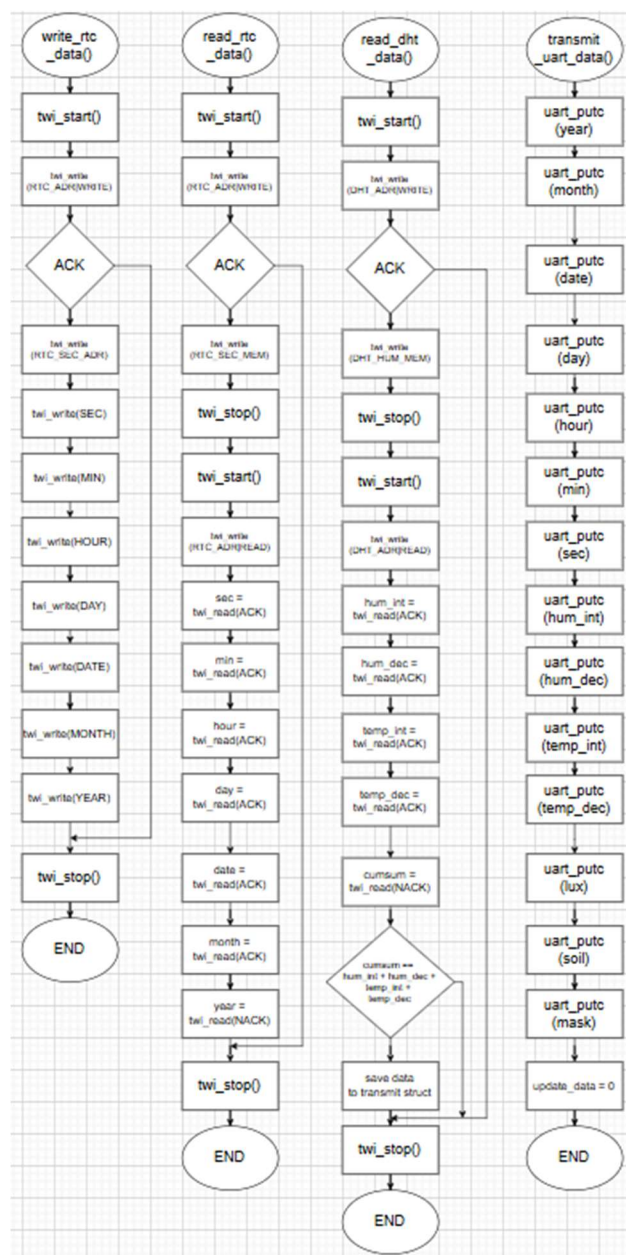 write_rtc
_data()
twi_start()
twi_write
(RTC_ADR|WRITE)
ACK
twi_write
(RTC_SEC_ADR)
twi_write(SEC)
twi_write(MIN)
twi_write(HOUR)
twi_write(DAY)
twi_write(DATE)
twi_write(MONTH)
twi_write(YEAR)
twi_stop()
END
read_rtc
_data()
twi_start()
twi_write
(RTC_ADR|WRITE)
ACK
twi_write
(RTC_SEC_MEM)
twi_stop()
twi_start()
twi_write
(RTC_ADR|READ)
sec =
twi_read(ACK)
min =
twi_read(ACK)
hour =
twi_read(ACK)
day =
twi_read(ACK)
date =
twi_read(ACK)
month =
twi_read(ACK)
year =
twi_read(NACK)
twi_stop()
END
read_dht
_data()
twi_start()
twi_write
(DHT_ADR|WRITE)
ACK
twi_write
(DHT_HUM_MEM)
twi_stop()
twi_start()
twi_write
(DHT_ADR|READ)
hum_int =
twi_read(ACK)
hum_dec =
twi_read(ACK)
temp_int =
twi_read(ACK)
temp_dec =
twi_read(ACK)
cumsum =
twi_read(NACK)
cumsum ==
hum_int + hum_dec +
temp_int +
temp_dec
save data
to transmit struct
twi_stop()
END
transmit
_uart_data()
uart_putc
(year)
uart_putc
(month)
uart_putc
(date)
uart_putc
(day)
uart_putc
(hour)
uart_putc
(min)
uart_putc
(sec)
uart_putc
(hum_int)
uart_putc
(hum_dec)
uart_putc
(temp_int)
uart_putc
(temp_dec)
uart_putc
(lux)
uart_putc
(soil)
uart_putc
(mask)
update_data = 0
END